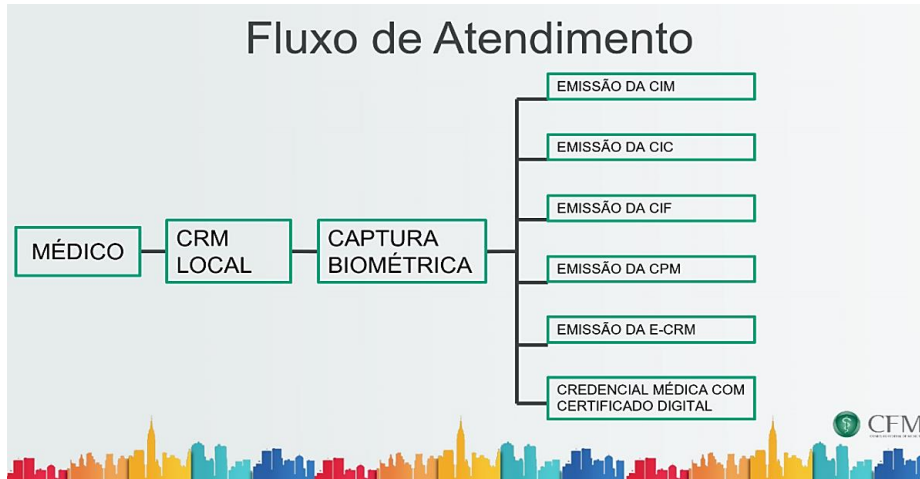 Fluxo de Atendimento
EMISSÃO DA CIM
EMISSÃO DA CIC
EMISSÃO DA CIF
MÉDICO
CRM
LOCAL
CAPTURA
BIOMÉTRICA
EMISSÃO DA CPM
EMISSÃO DA E-CRM
CREDENCIAL MÉDICA COM
CERTIFICADO DIGITAL
CFM